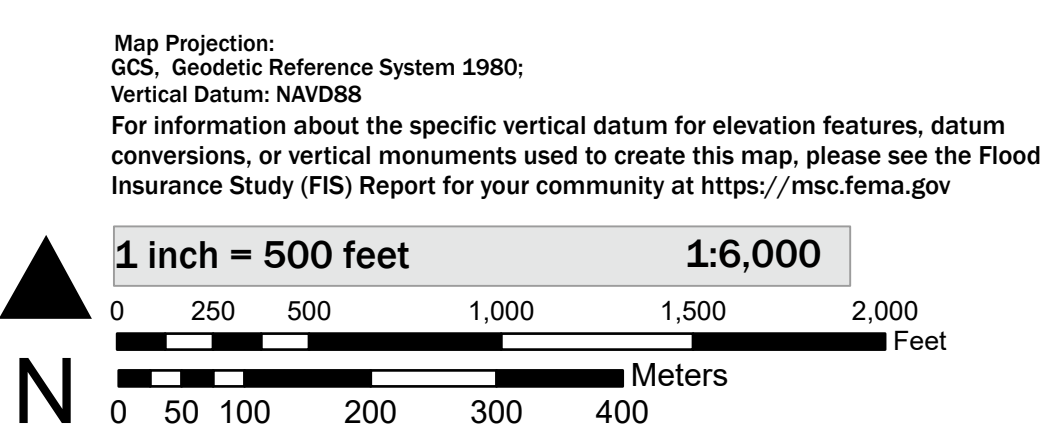 Map Projection:
GCS, Geodetic Reference System 1980;
Vertical Datum: NAVD88
For information about the specific vertical datum for elevation features, datum
conversions, or vertical monuments used to create this map, please see the Flood
Insurance Study (FIS) Report for your community at https://msc.fema.gov
1 inch = 500 feet 1:6,000
0 250 500 1,000 1,500 2,000
Feet
Meters
N
0 50 100 200 300 400